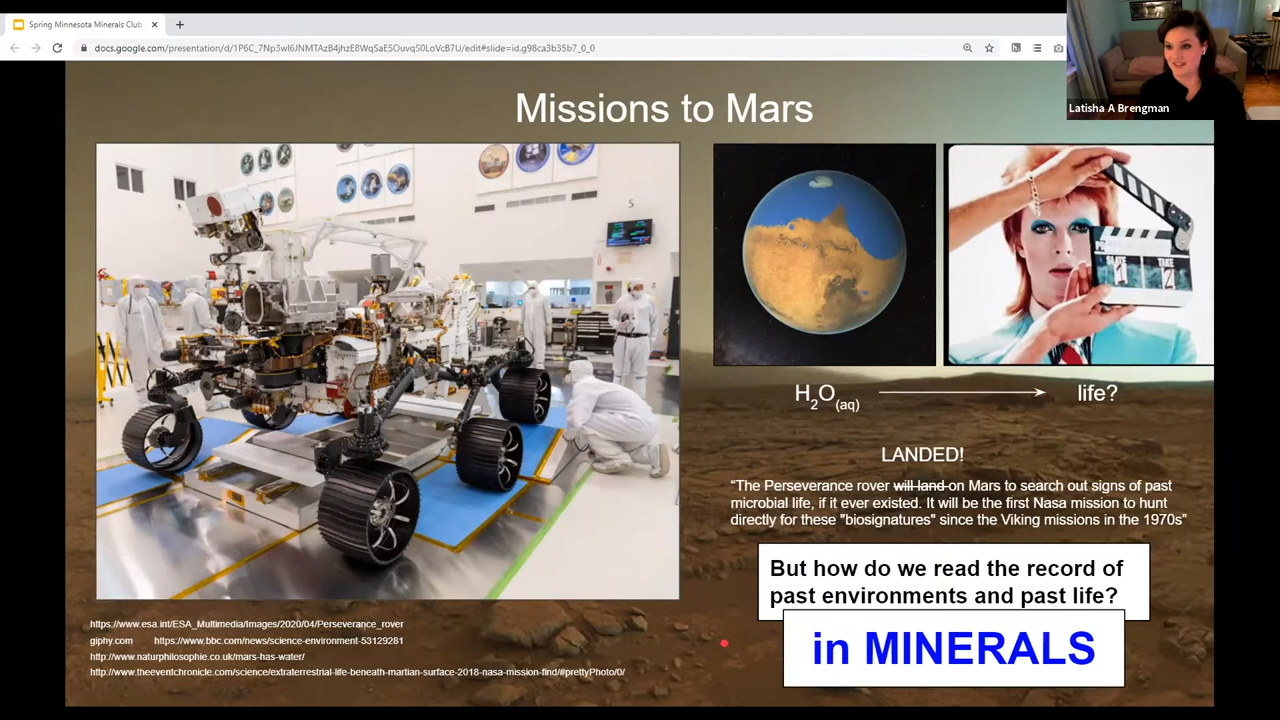 Spring Minnesota Minerals Club
docs.google.com/presentation/d/1P6C_7Np3wI6JNMTAzB4jhzE8WqSaE5OuvqS0LoVcB7U/edit#slide=id.g98ca3b35b7_0_0
Latisha A Brengman
Missions to Mars
S
SLATE TAKE
2 2
H2O(aq) life?
LANDED!
“The Perseverance rover will land on Mars to search out signs of past
microbial life, if it ever existed. It will be the first Nasa mission to hunt
directly for these "biosignatures" since the Viking missions in the 1970s”
But how do we read the record of
past environments and past life?
in MINERALS
https://www.esa.int/ESA_Multimedia/Images/2020/04/Perseverance_rover
giphy.com https://www.bbc.com/news/science-environment-53129281
http://www.naturphilosophie.co.uk/mars-has-water/
http://www.theeventchronicle.com/science/extraterrestrial-life-beneath-martian-surface-2018-nasa-mission-find/#prettyPhoto/0/